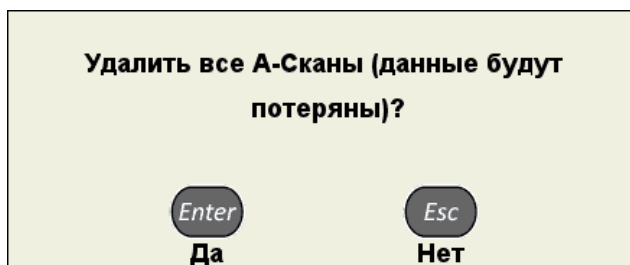 Удалить все А-Сканы (данные будут
потеряны)?
Enter Esc
Да Нет